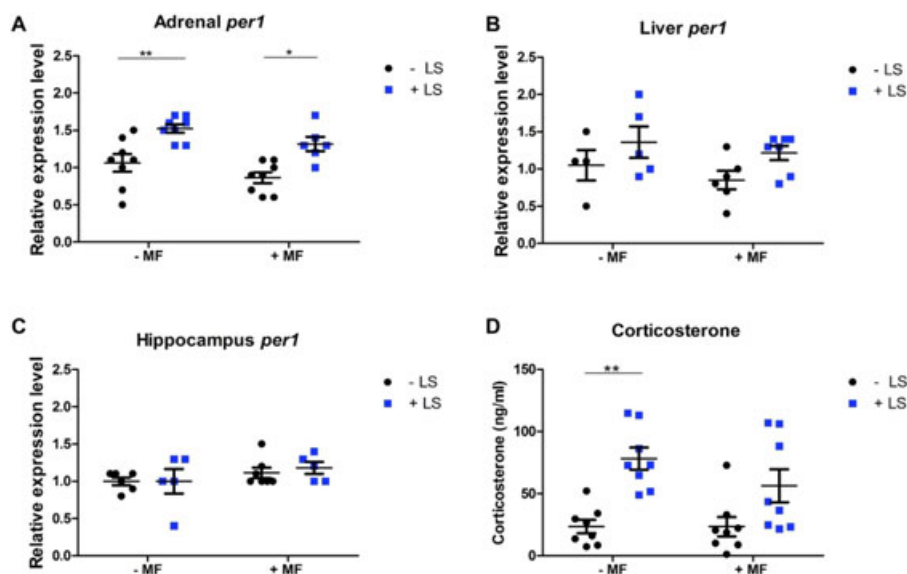 A
Adrenal per1
Relative expression level
2.5
2.0
1.5
1.0
0.5
0.0
**
*
- MF
+ MF
- LS
+ LS
B
Liver per1
Relative expression level
2.5
2.0
1.5
1.0
0.5
0.0
- MF
+ MF
- LS
+ LS
C
Hippocampus per1
Relative expression level
2.5
2.0
1.5
1.0
0.5
0.0
- MF
+ MF
- LS
+ LS
D
Corticosterone
Corticosterone (ng/ml)
150
100
50
0
**
- MF
+ MF
- LS
+ LS